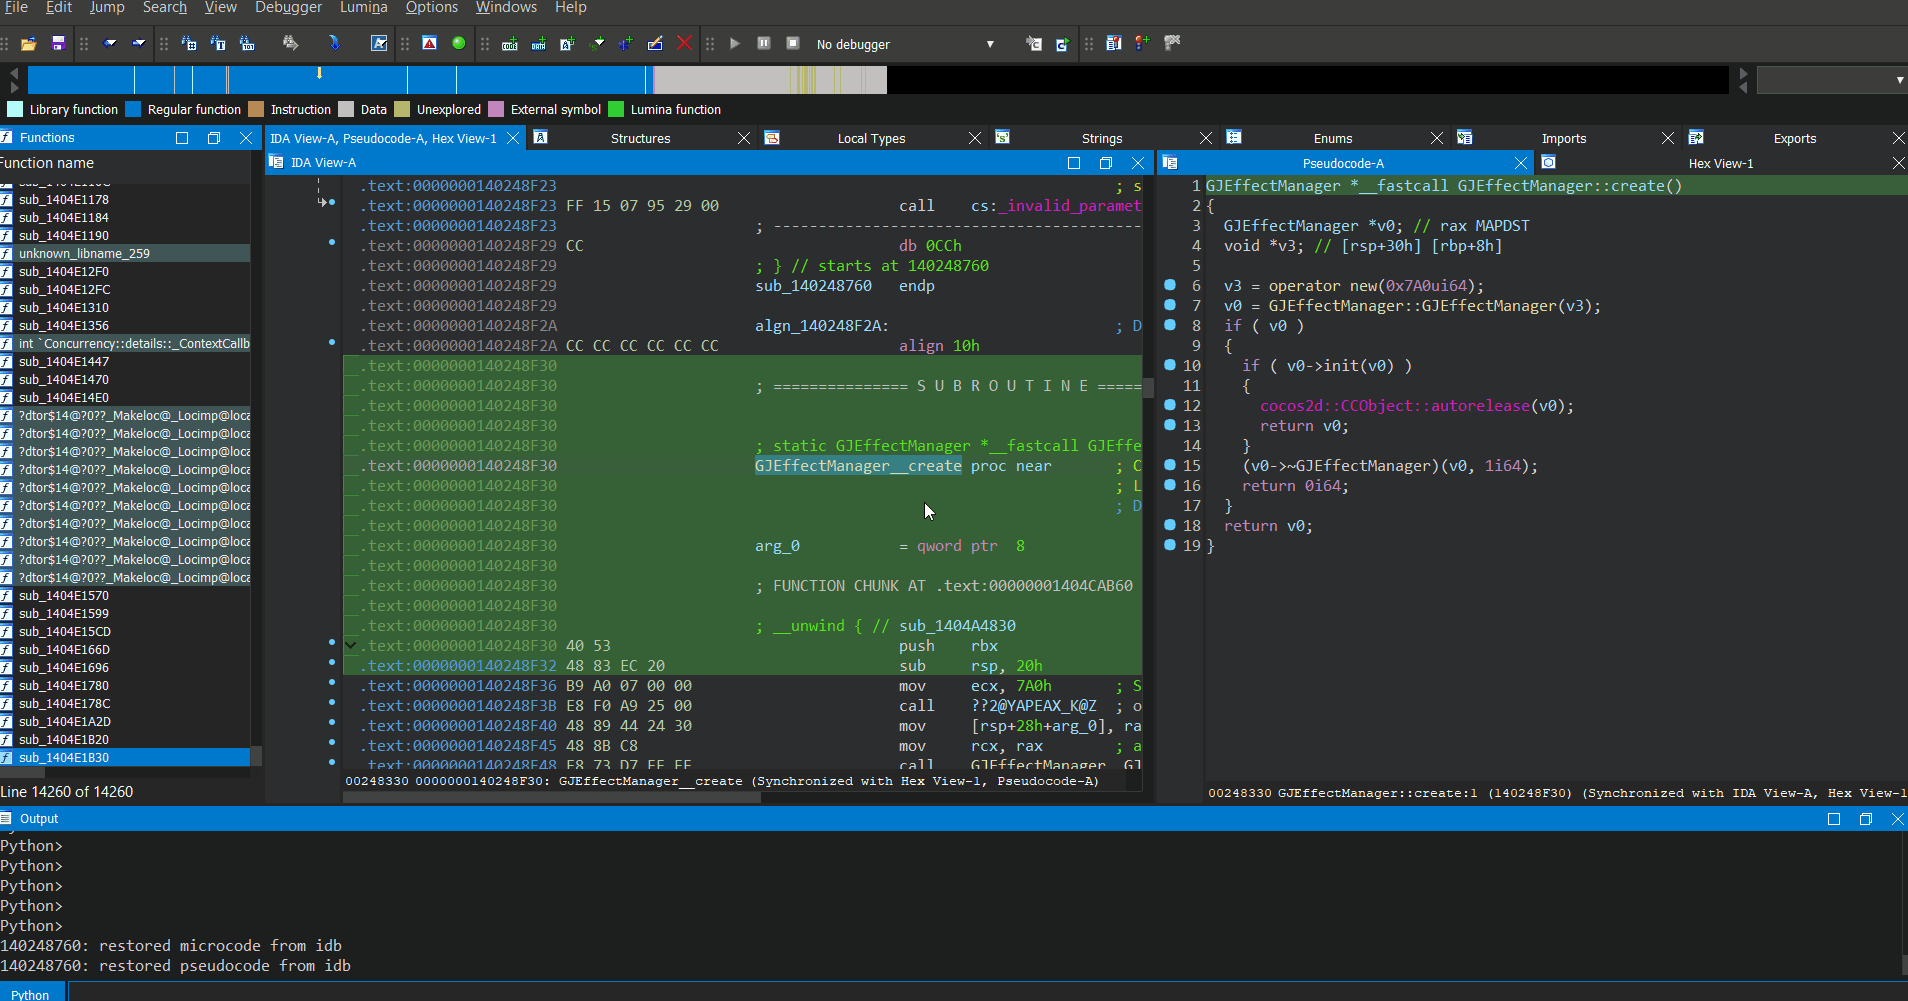 File Edit Jump Search View Debugger Lumina Options Windows Help
No debugger
Library function Regular function Instruction Data Unexplored External symbol Lumina function
Functions
Function name
sub_1404E1178
sub_1404E1184
sub_1404E1190
unknown_libname_259
sub_1404E12F0
sub_1404E12FC
sub_1404E1310
sub_1404E1356
int `Concurrency::details::_ContextCallb
sub_1404E1447
sub_1404E1470
sub_1404E14E0
?dtor$14@?0??_Makeloc@_Locimp@loca
?dtor$14@?0??_Makeloc@_Locimp@loca
?dtor$14@?0??_Makeloc@_Locimp@loca
?dtor$14@?0??_Makeloc@_Locimp@loca
?dtor$14@?0??_Makeloc@_Locimp@loca
?dtor$14@?0??_Makeloc@_Locimp@loca
?dtor$14@?0??_Makeloc@_Locimp@loca
?dtor$14@?0??_Makeloc@_Locimp@loca
?dtor$14@?0??_Makeloc@_Locimp@loca
?dtor$14@?0??_Makeloc@_Locimp@loca
sub_1404E1570
sub_1404E1599
sub_1404E15CD
sub_1404E166D
sub_1404E1696
sub_1404E1780
sub_1404E178C
sub_1404E1A2D
sub_1404E1B20
sub_1404E1B30
Line 14260 of 14260
IDA View-A, Pseudocode-A, Hex View-1 Structures Local Types Strings Enums Imports Exports
IDA View-A
.text:0000000140248F23 ; s
.text:0000000140248F23 FF 15 07 95 29 00 call cs:_invalid_paramet
.text:0000000140248F23 ; -----------------------------------------
.text:0000000140248F29 CC db 0CCh
.text:0000000140248F29 ; } // starts at 140248760
.text:0000000140248F29 sub_140248760 endp
.text:0000000140248F29
.text:0000000140248F2A algn_140248F2A: ; D
.text:0000000140248F2A CC CC CC CC CC CC align 10h
.text:0000000140248F30
.text:0000000140248F30 ; =============== S U B R O U T I N E =====
.text:0000000140248F30
.text:0000000140248F30
.text:0000000140248F30 ; static GJEffectManager *__fastcall GJEffe
.text:0000000140248F30 GJEffectManager__create proc near ; C
.text:0000000140248F30 ; L
.text:0000000140248F30 ; D
.text:0000000140248F30
.text:0000000140248F30 arg_0 = qword ptr 8
.text:0000000140248F30
.text:0000000140248F30 ; FUNCTION CHUNK AT .text:00000001404CAB60
.text:0000000140248F30
.text:0000000140248F30 ; __unwind { // sub_1404A4830
.text:0000000140248F30 40 53 push rbx
.text:0000000140248F32 48 83 EC 20 sub rsp, 20h
.text:0000000140248F36 B9 A0 07 00 00 mov ecx, 7A0h ; S
.text:0000000140248F3B E8 F0 A9 25 00 call ??2@YAPEAX_K@Z ; o
.text:0000000140248F40 48 89 44 24 30 mov [rsp+28h+arg_0], ra
.text:0000000140248F45 48 8B C8 mov rcx, rax ; a
.text:0000000140248F48 E8 73 D7 FF FF call GJEffectManager GJ
00248330 0000000140248F30: GJEffectManager__create (Synchronized with Hex View-1, Pseudocode-A)
Pseudocode-A Hex View-1
1 GJEffectManager *__fastcall GJEffectManager::create()
2 {
3 GJEffectManager *v0; // rax MAPDST
4 void *v3; // [rsp+30h] [rbp+8h]
5
6 v3 = operator new(0x7A0ui64);
7 v0 = GJEffectManager::GJEffectManager(v3);
8 if ( v0 )
9 {
10 if ( v0->init(v0) )
11 {
12 cocos2d::CCObject::autorelease(v0);
13 return v0;
14 }
15 (v0->~GJEffectManager)(v0, 1i64);
16 return 0i64;
17 }
18 return v0;
19 }
00248330 GJEffectManager::create:1 (140248F30) (Synchronized with IDA View-A, Hex View-1
Output
Python>
Python>
Python>
Python>
Python>
140248760: restored microcode from idb
140248760: restored pseudocode from idb
Python